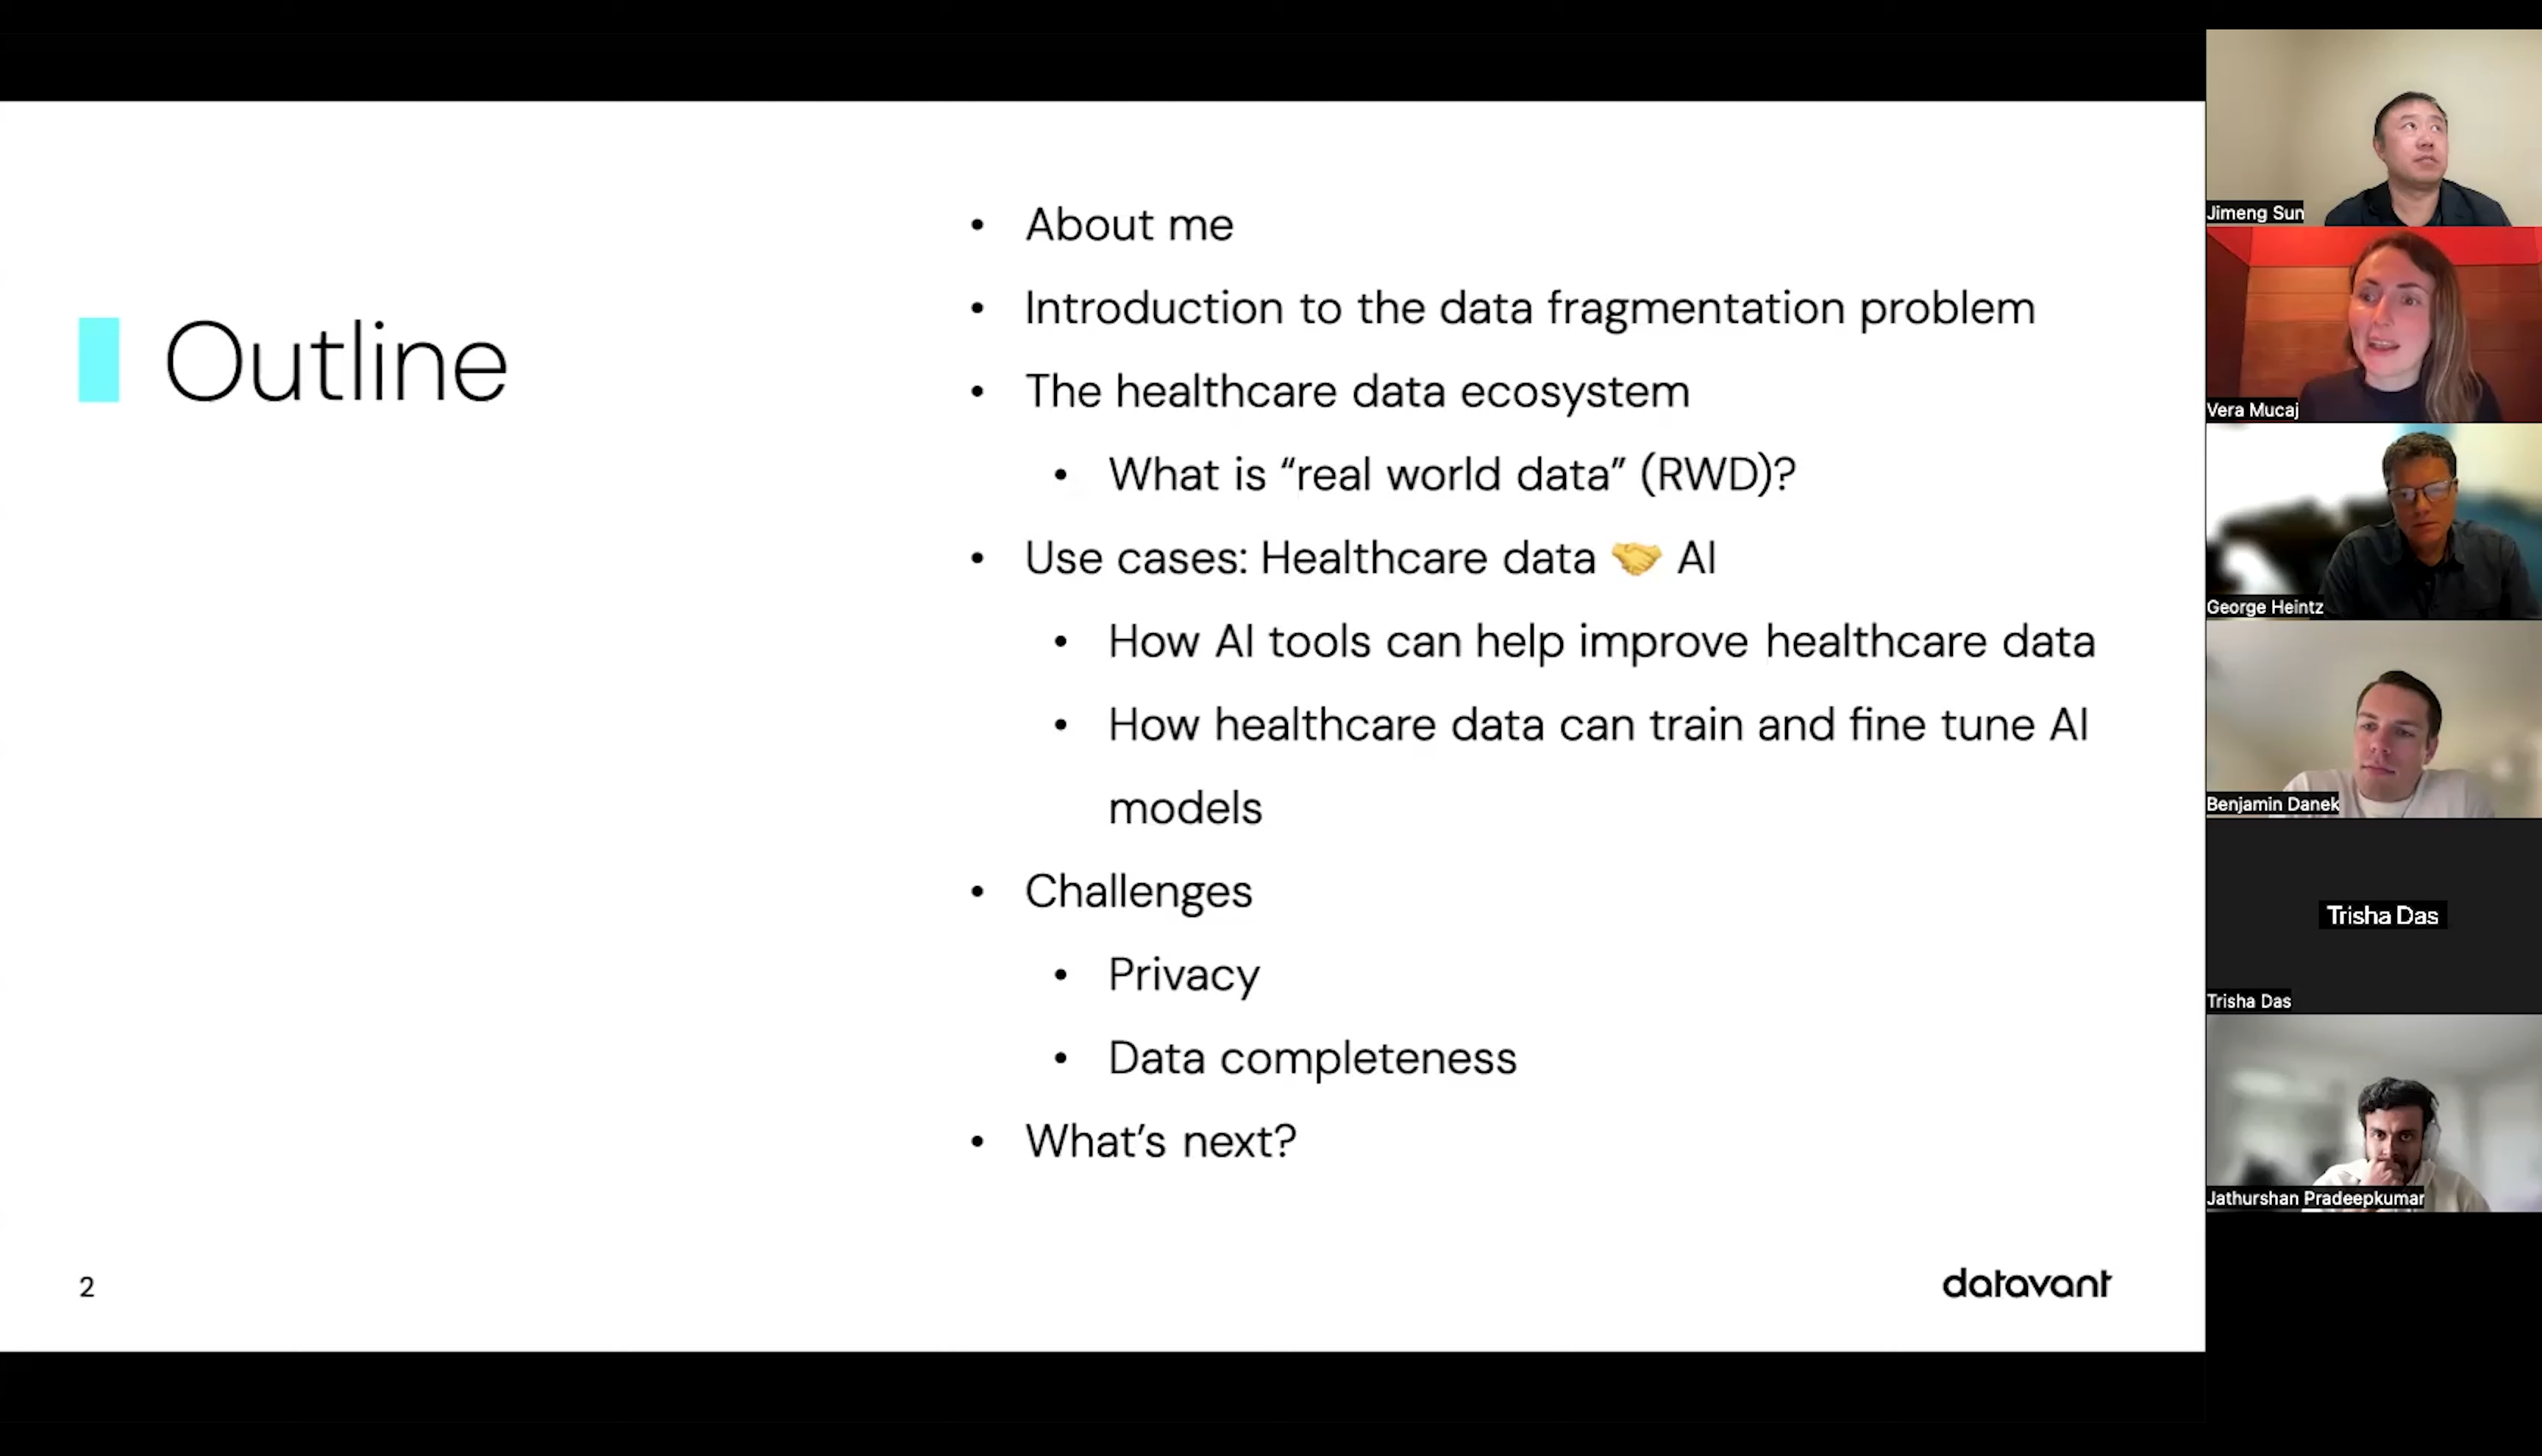 Outline
• About me
• Introduction to the data fragmentation problem
• The healthcare data ecosystem
• What is “real world data” (RWD)?
• Use cases: Healthcare data 🤝 AI
• How AI tools can help improve healthcare data
• How healthcare data can train and fine tune AI
models
• Challenges
• Privacy
• Data completeness
• What’s next?
2
datavant
Jimeng Sun
Vera Mucaj
George Heintz
Benjamin Danek
Trisha Das
Trisha Das
Jathurshan Pradeepkumar